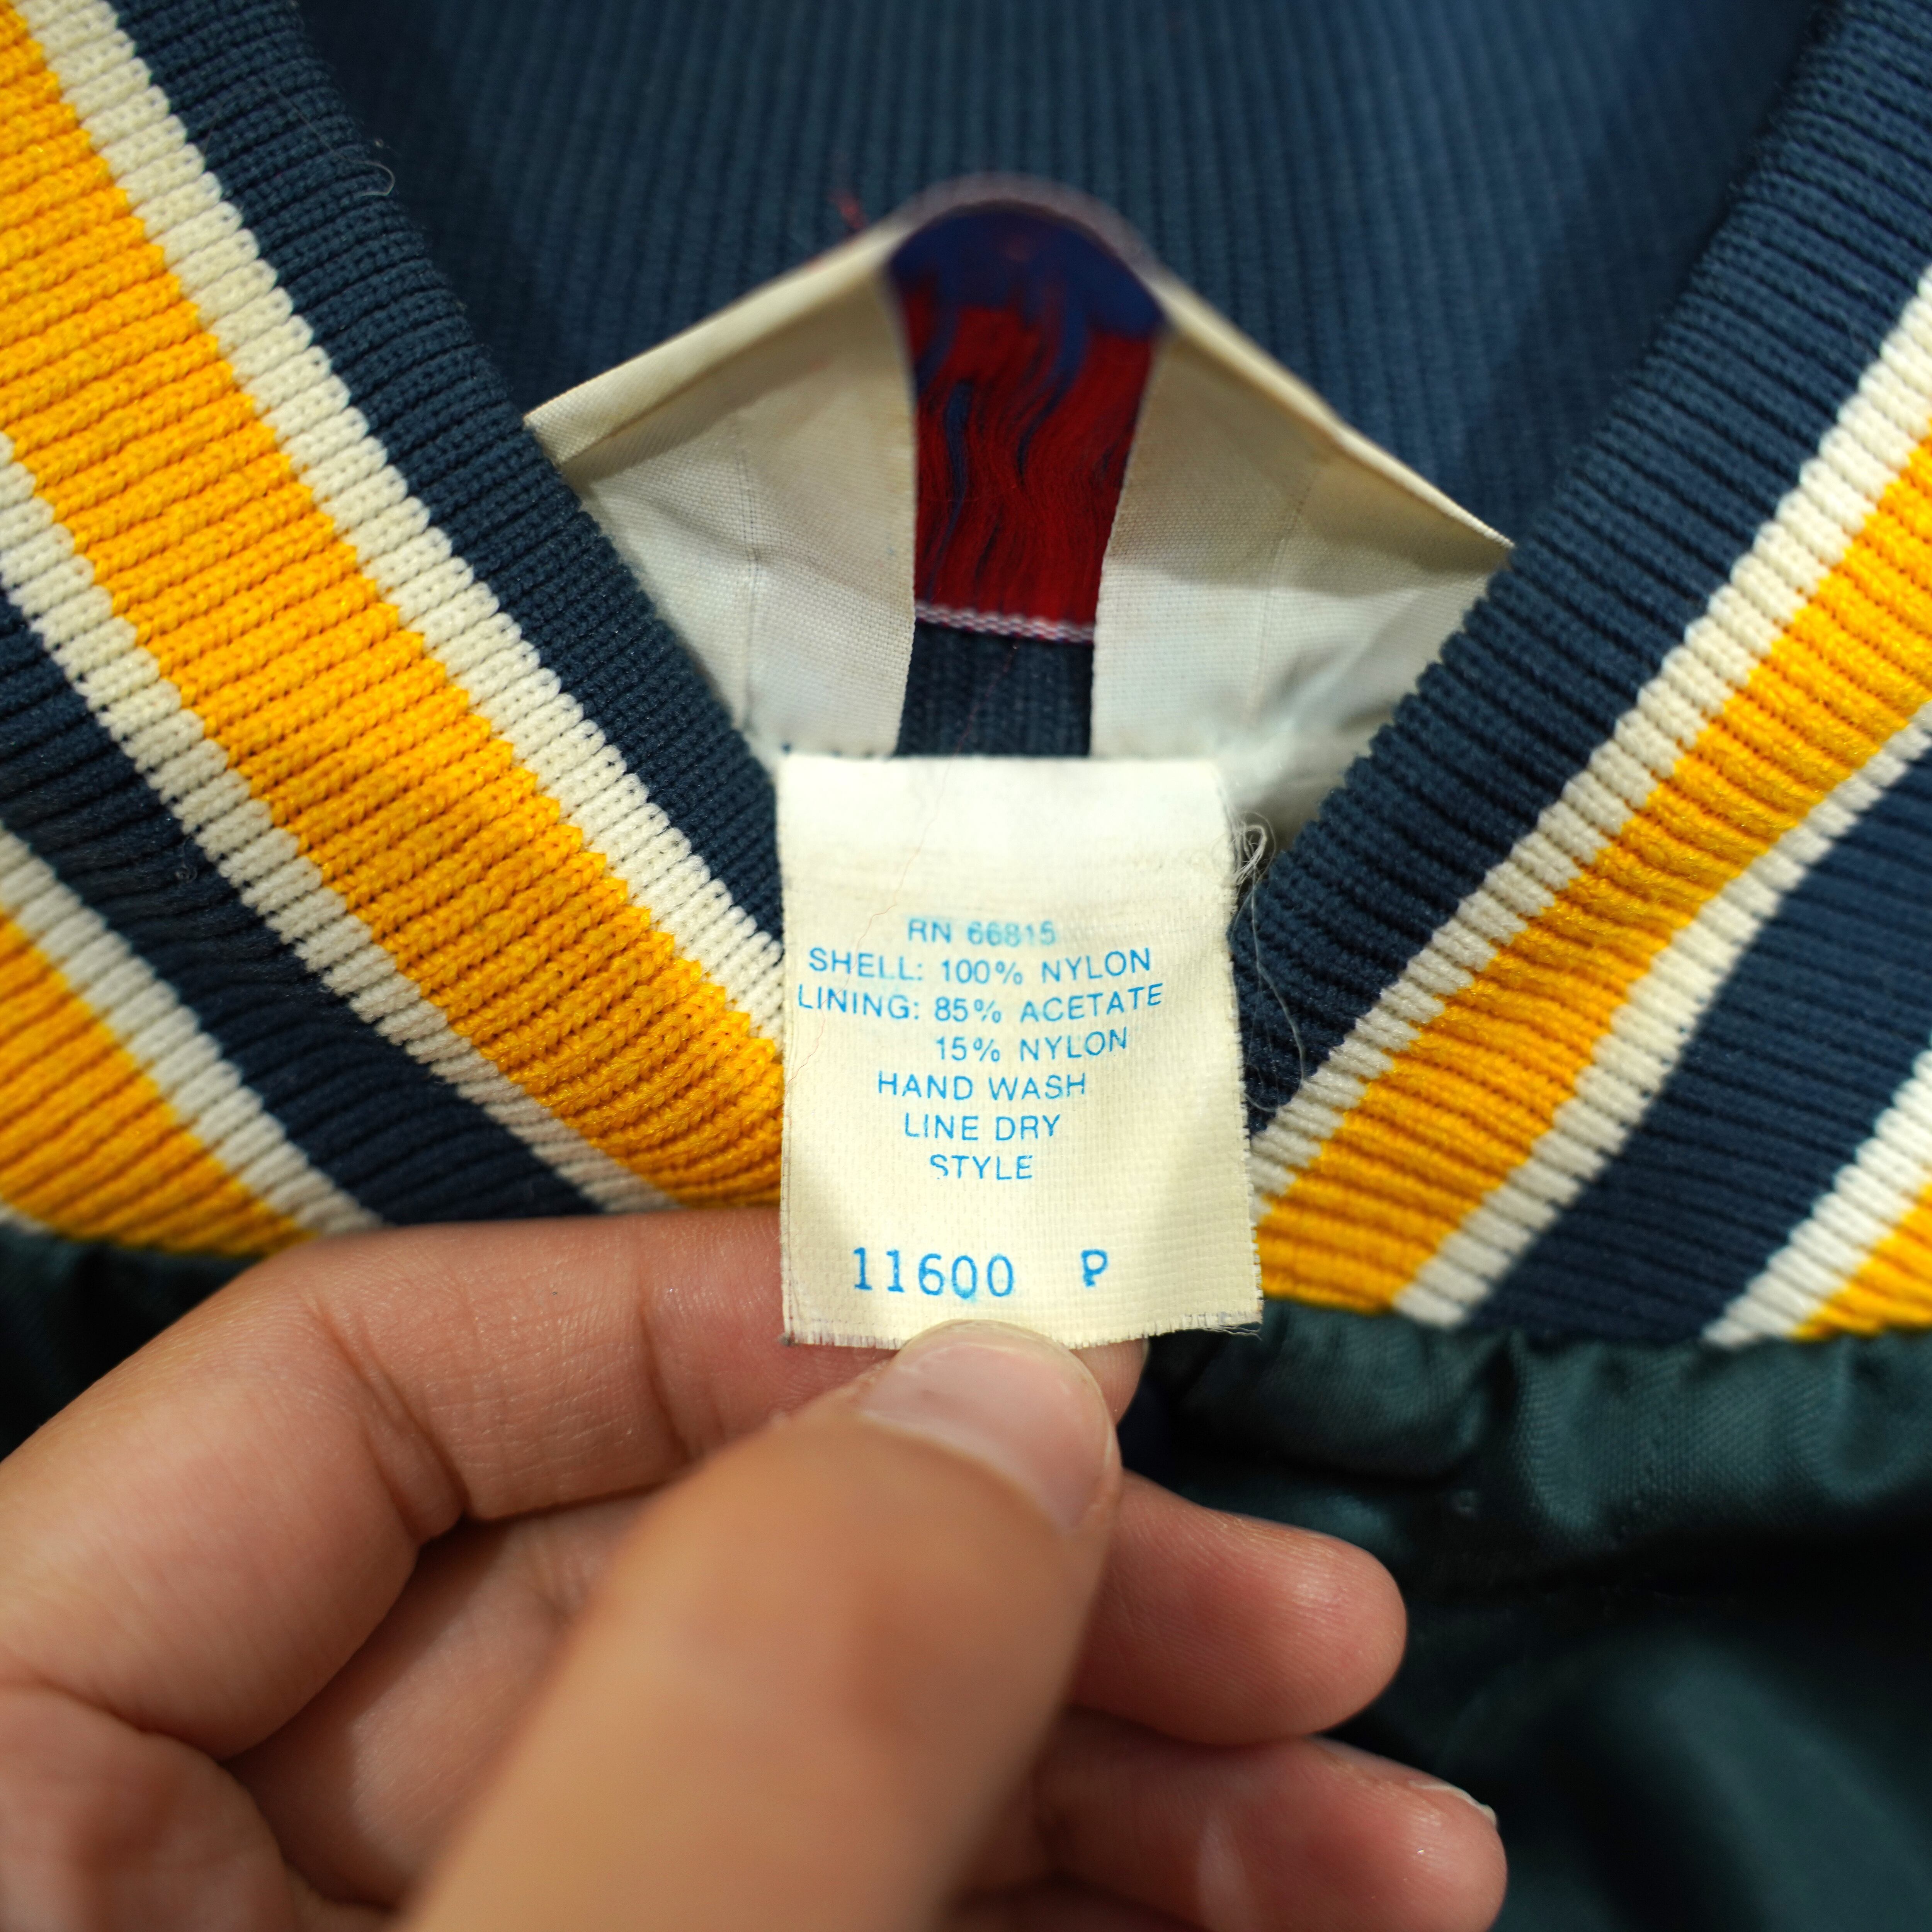 RN 66815
SHELL: 100% NYLON
LINING: 85% ACETATE
15% NYLON
HAND WASH
LINE DRY
STYLE
11600 P